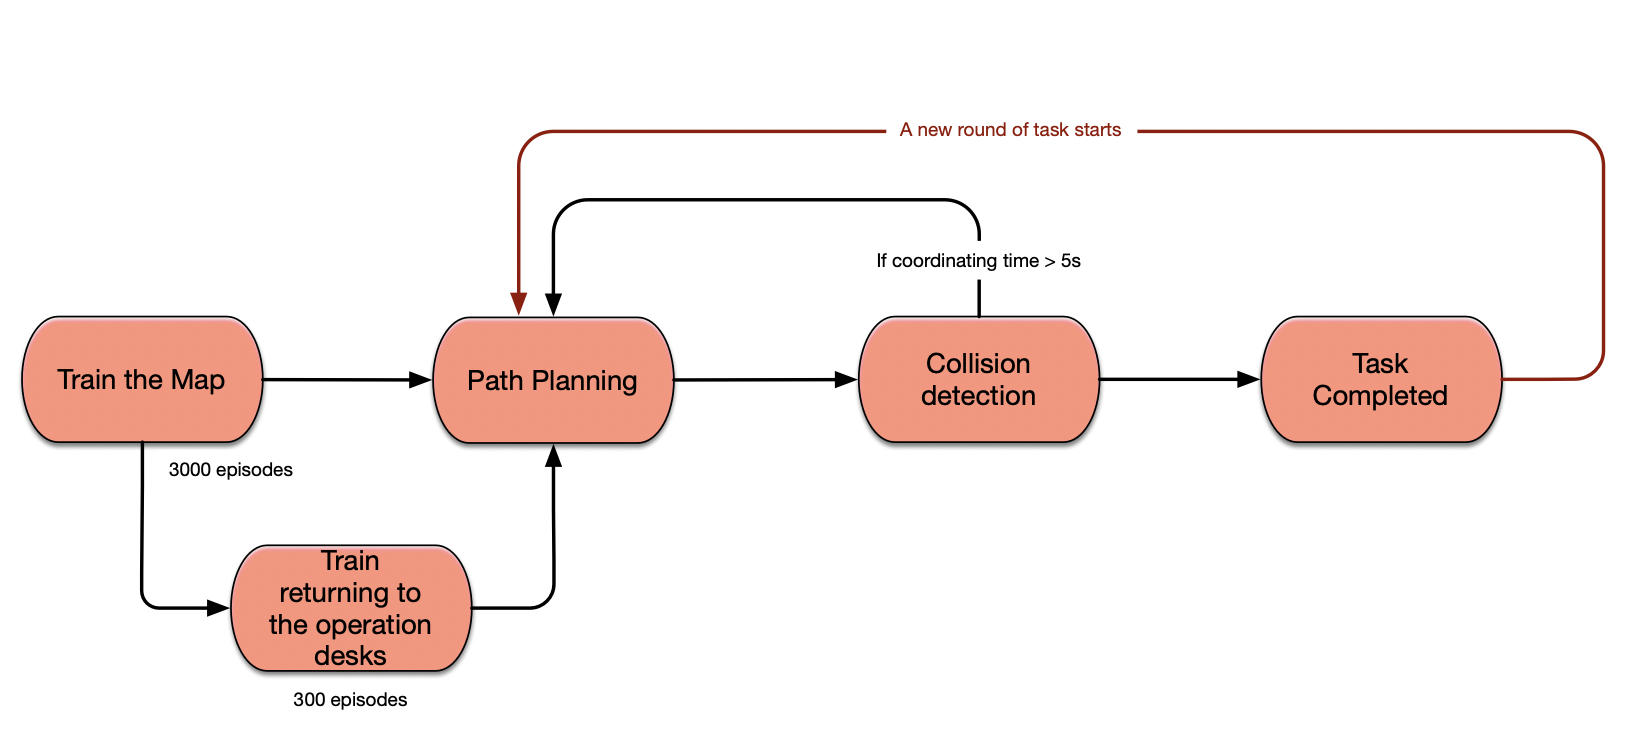 A new round of task starts
If coordinating time > 5s
Train the Map
Path Planning
Collision
detection
Task
Completed
3000 episodes
Train
returning to
the operation
desks
300 episodes